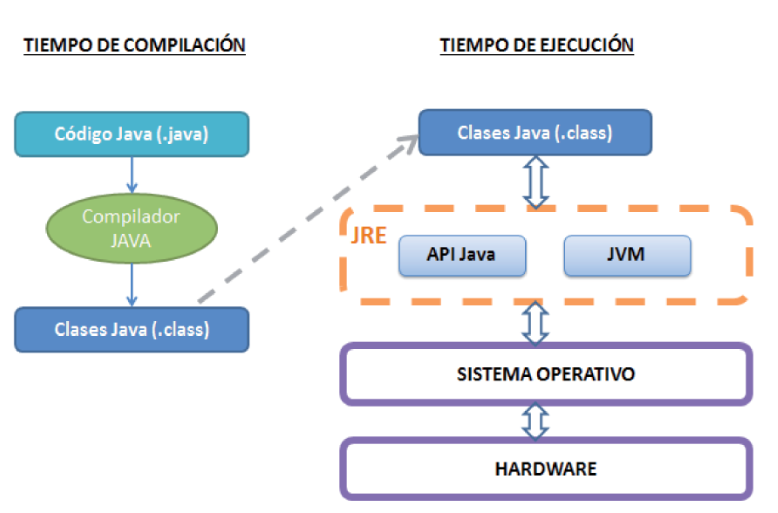 TIEMPO DE COMPILACIÓN
Código Java (.java)
Compilador
JAVA
Clases Java (.class)
TIEMPO DE EJECUCIÓN
Clases Java (.class)
JRE
API Java
JVM
SISTEMA OPERATIVO
HARDWARE